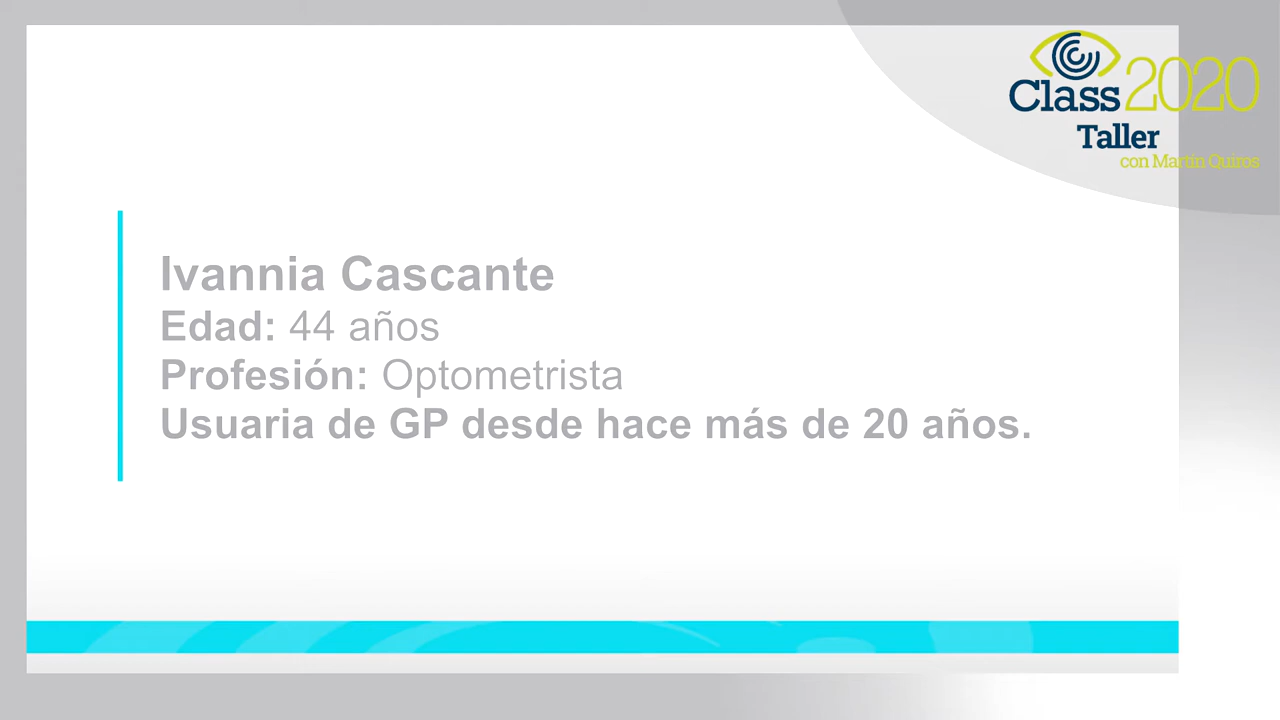 Class 2020
Taller
con Martín Quiros
Ivannia Cascante
Edad: 44 años
Profesión: Optometrista
Usuaria de GP desde hace más de 20 años.